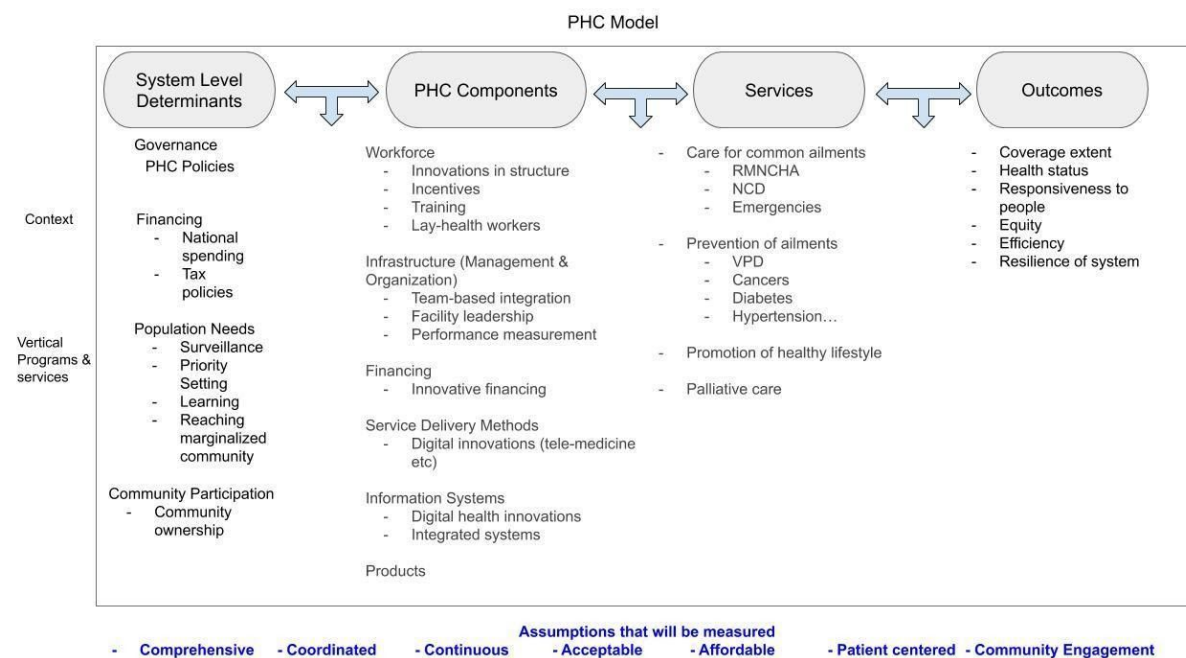 PHC Model
System Level
Determinants
PHC Components
Services
Outcomes
Context
Vertical
Programs &
services
Governance
PHC Policies
Financing
- National
spending
- Tax
policies
Population Needs
- Surveillance
- Priority
Setting
- Learning
- Reaching
marginalized
community
Community Participation
- Community
ownership
Workforce
- Innovations in structure
- Incentives
- Training
- Lay-health workers
Infrastructure (Management &
Organization)
- Team-based integration
- Facility leadership
- Performance measurement
Financing
- Innovative financing
Service Delivery Methods
- Digital innovations (tele-medicine
etc)
Information Systems
- Digital health innovations
- Integrated systems
Products
- Care for common ailments
- RMNCHA
- NCD
- Emergencies
- Prevention of ailments
- VPD
- Cancers
- Diabetes
- Hypertension…
- Promotion of healthy lifestyle
- Palliative care
- Coverage extent
- Health status
- Responsiveness to
people
- Equity
- Efficiency
- Resilience of system
Assumptions that will be measured
- Comprehensive - Coordinated - Continuous - Acceptable - Affordable - Patient centered - Community Engagement